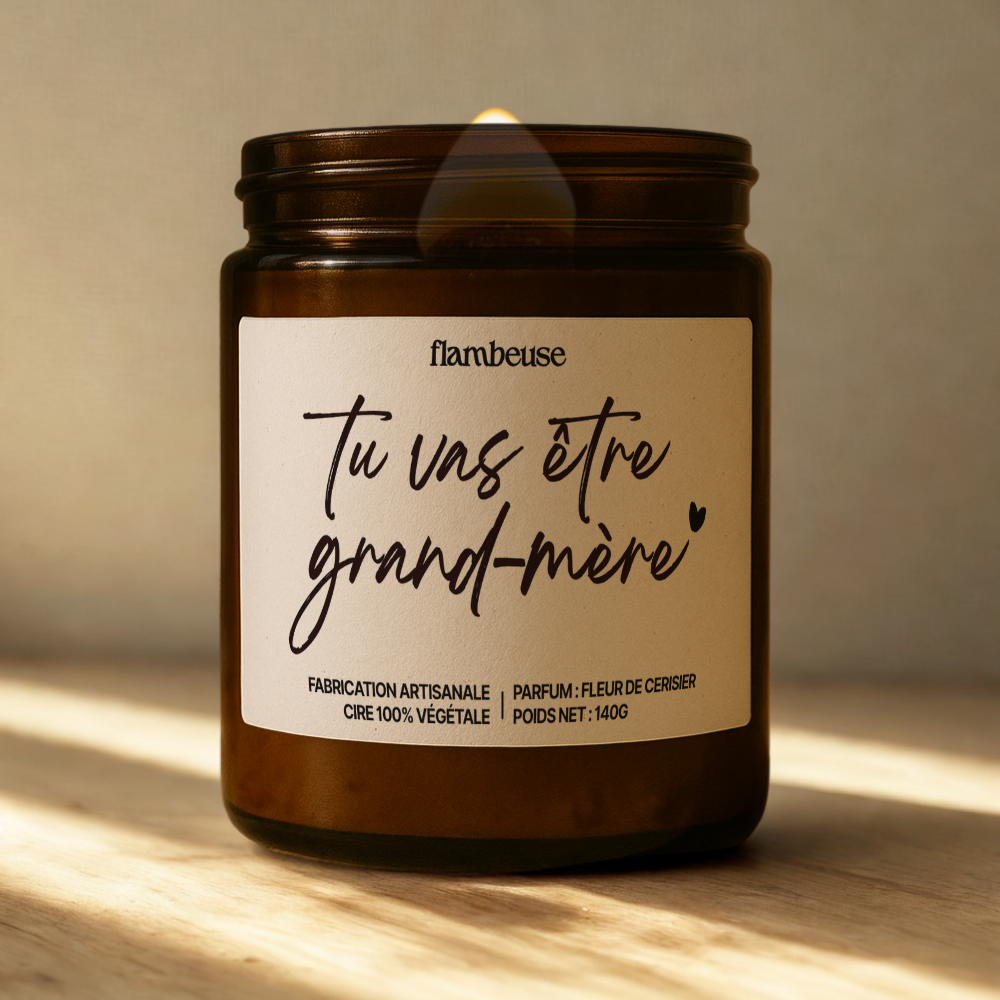 flambeuse
Tu vas être
grand-mère
FABRICATION ARTISANALE | PARFUM : FLEUR DE CERISIER
CIRE 100% VÉGÉTALE | POIDS NET : 140G